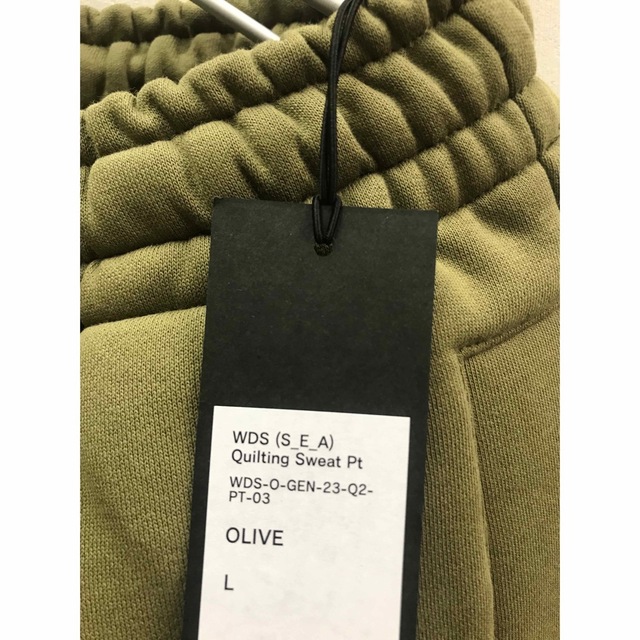 WDS (S_E_A)
Quilting Sweat Pt
WDS-O-GEN-23-Q2-
PT-03
OLIVE
L